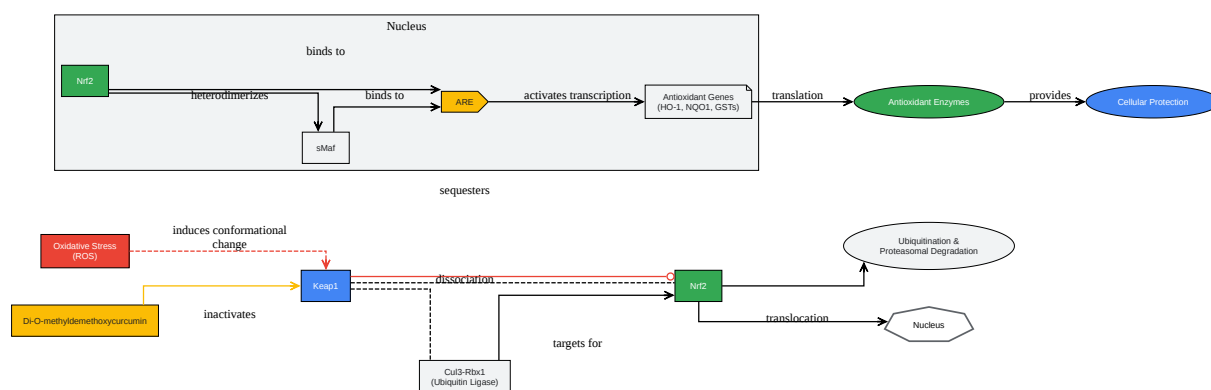 Nucleus
binds to
Nrf2
heterodimerizes
binds to
ARE
activates transcription
Antioxidant Genes
(HO-1, NQO1, GSTs)
translation
Antioxidant Enzymes
provides
Cellular Protection
sMaf
sequesters
induces conformational
change
Oxidative Stress
(ROS)
Ubiquitination &
Proteasomal Degradation
Keap1
dissociation
Nrf2
Di-O-methyldemethoxycurcumin
inactivates
translocation
Nucleus
targets for
Cul3-Rbx1
(Ubiquitin Ligase)